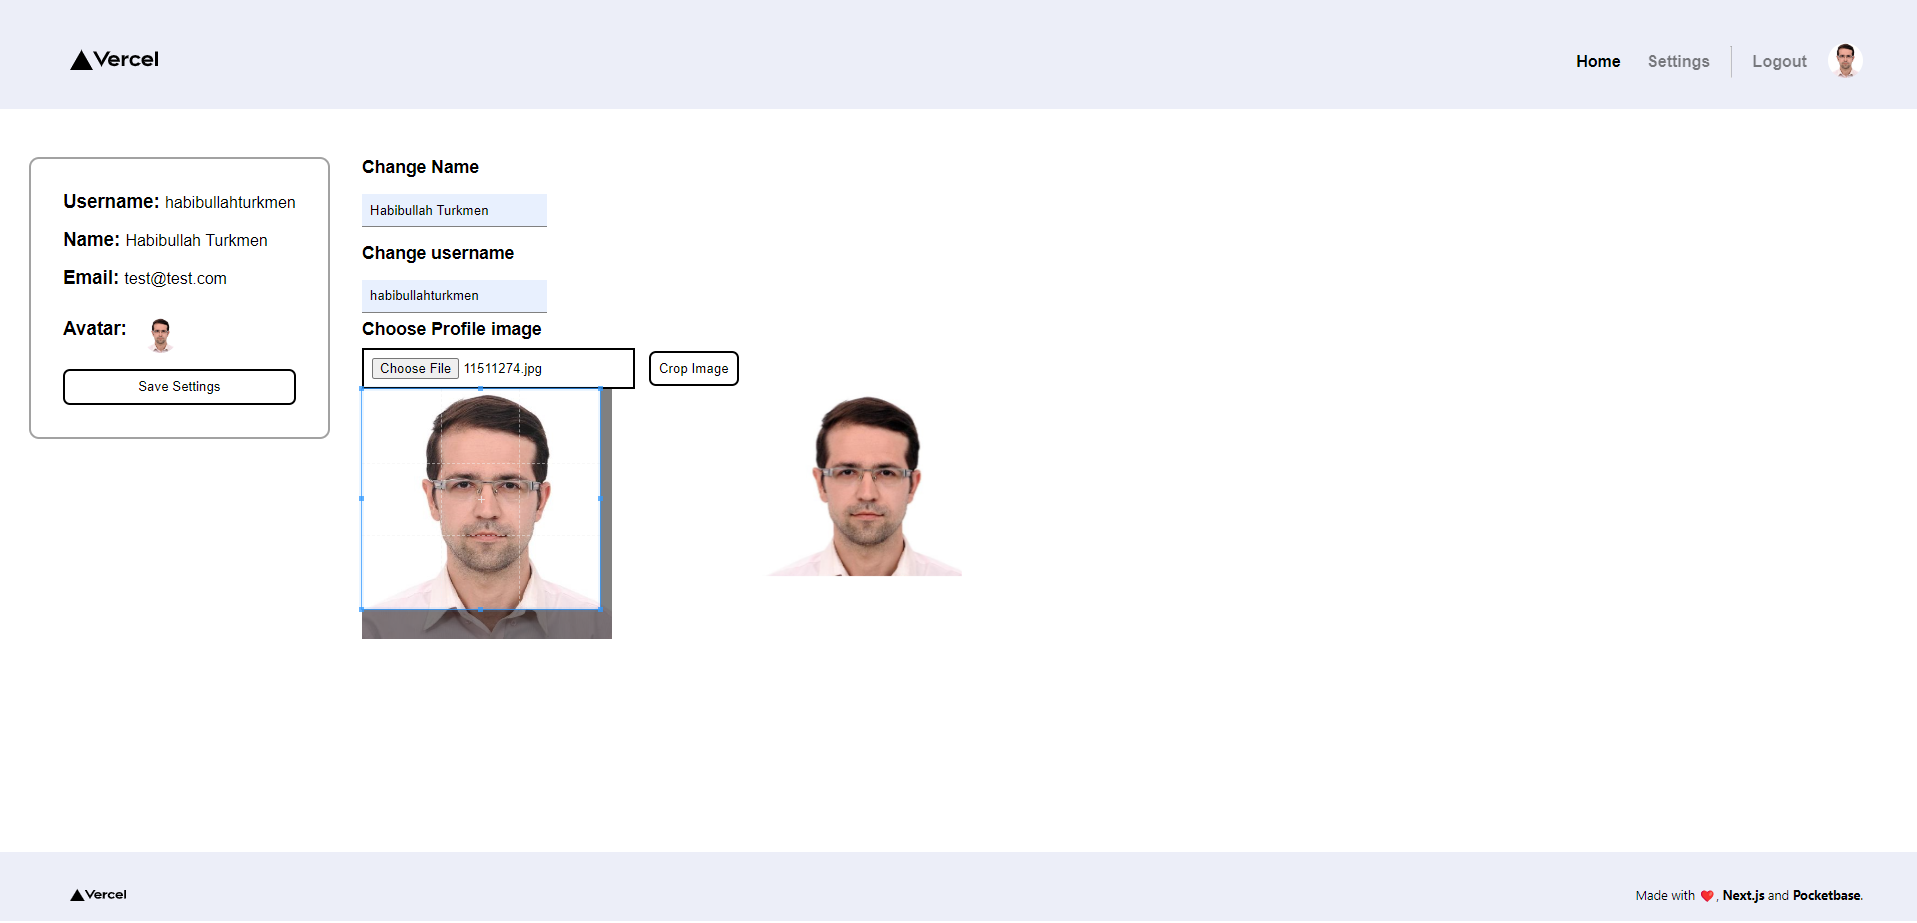 Vercel
Home
Settings
Logout
Username: habibullahturkmen
Name: Habibullah Turkmen
Email: test@test.com
Avatar:
Save Settings
Change Name
Habibullah Turkmen
Change username
habibullahturkmen
Choose Profile image
Choose File 11511274.jpg
Crop Image
Vercel
Made with ❤️, Next.js and Pocketbase.